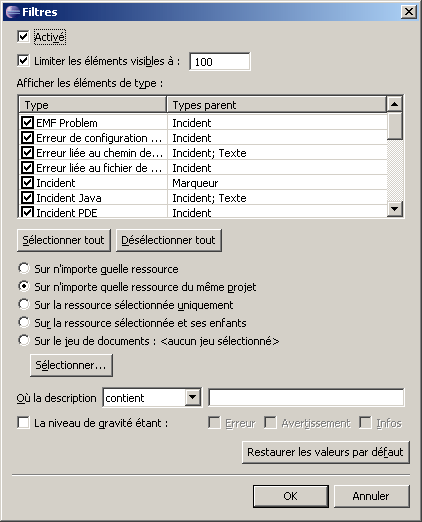 Filtres
Activé
Limiter les éléments visibles à : 100
Afficher les éléments de type :
Type Types parent
EMF Problem Incident
Erreur de configuration ... Incident
Erreur liée au chemin de... Incident; Texte
Erreur liée au fichier de ... Incident
Incident Marqueur
Incident Java Incident; Texte
Incident PDE Incident
Sélectionner tout Désélectionner tout
Sur n'importe quelle ressource
Sur n'importe quelle ressource du même projet
Sur la ressource sélectionnée uniquement
Sur la ressource sélectionnée et ses enfants
Sur le jeu de documents : <aucun jeu sélectionné>
Sélectionner...
Où la description contient
La niveau de gravité étant : Erreur Avertissement Infos
Restaurer les valeurs par défaut
OK Annuler